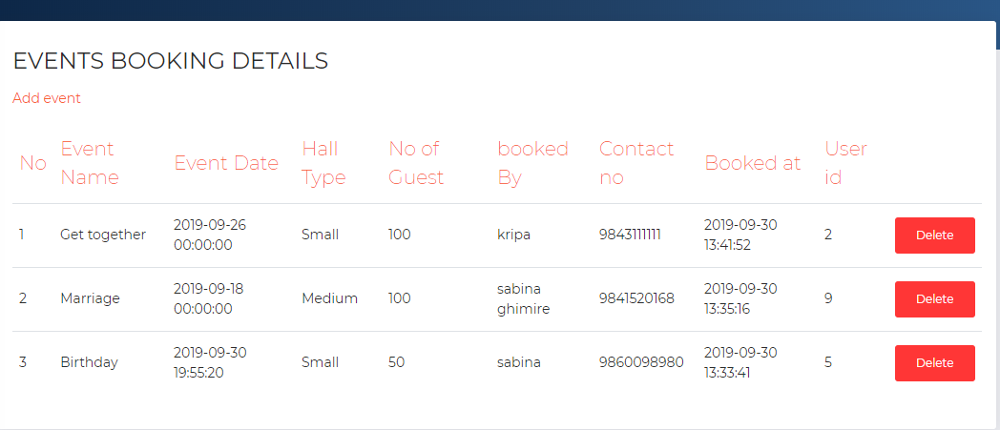 EVENTS BOOKING DETAILS
Add event
No Event Name Event Date Hall Type No of Guest booked By Contact no Booked at User id
1 Get together 2019-09-26 00:00:00 Small 100 kripa 9843111111 2019-09-30 13:41:52 2 Delete
2 Marriage 2019-09-18 00:00:00 Medium 100 sabina ghimire 9841520168 2019-09-30 13:35:16 9 Delete
3 Birthday 2019-09-30 19:55:20 Small 50 sabina 9860098980 2019-09-30 13:33:41 5 Delete